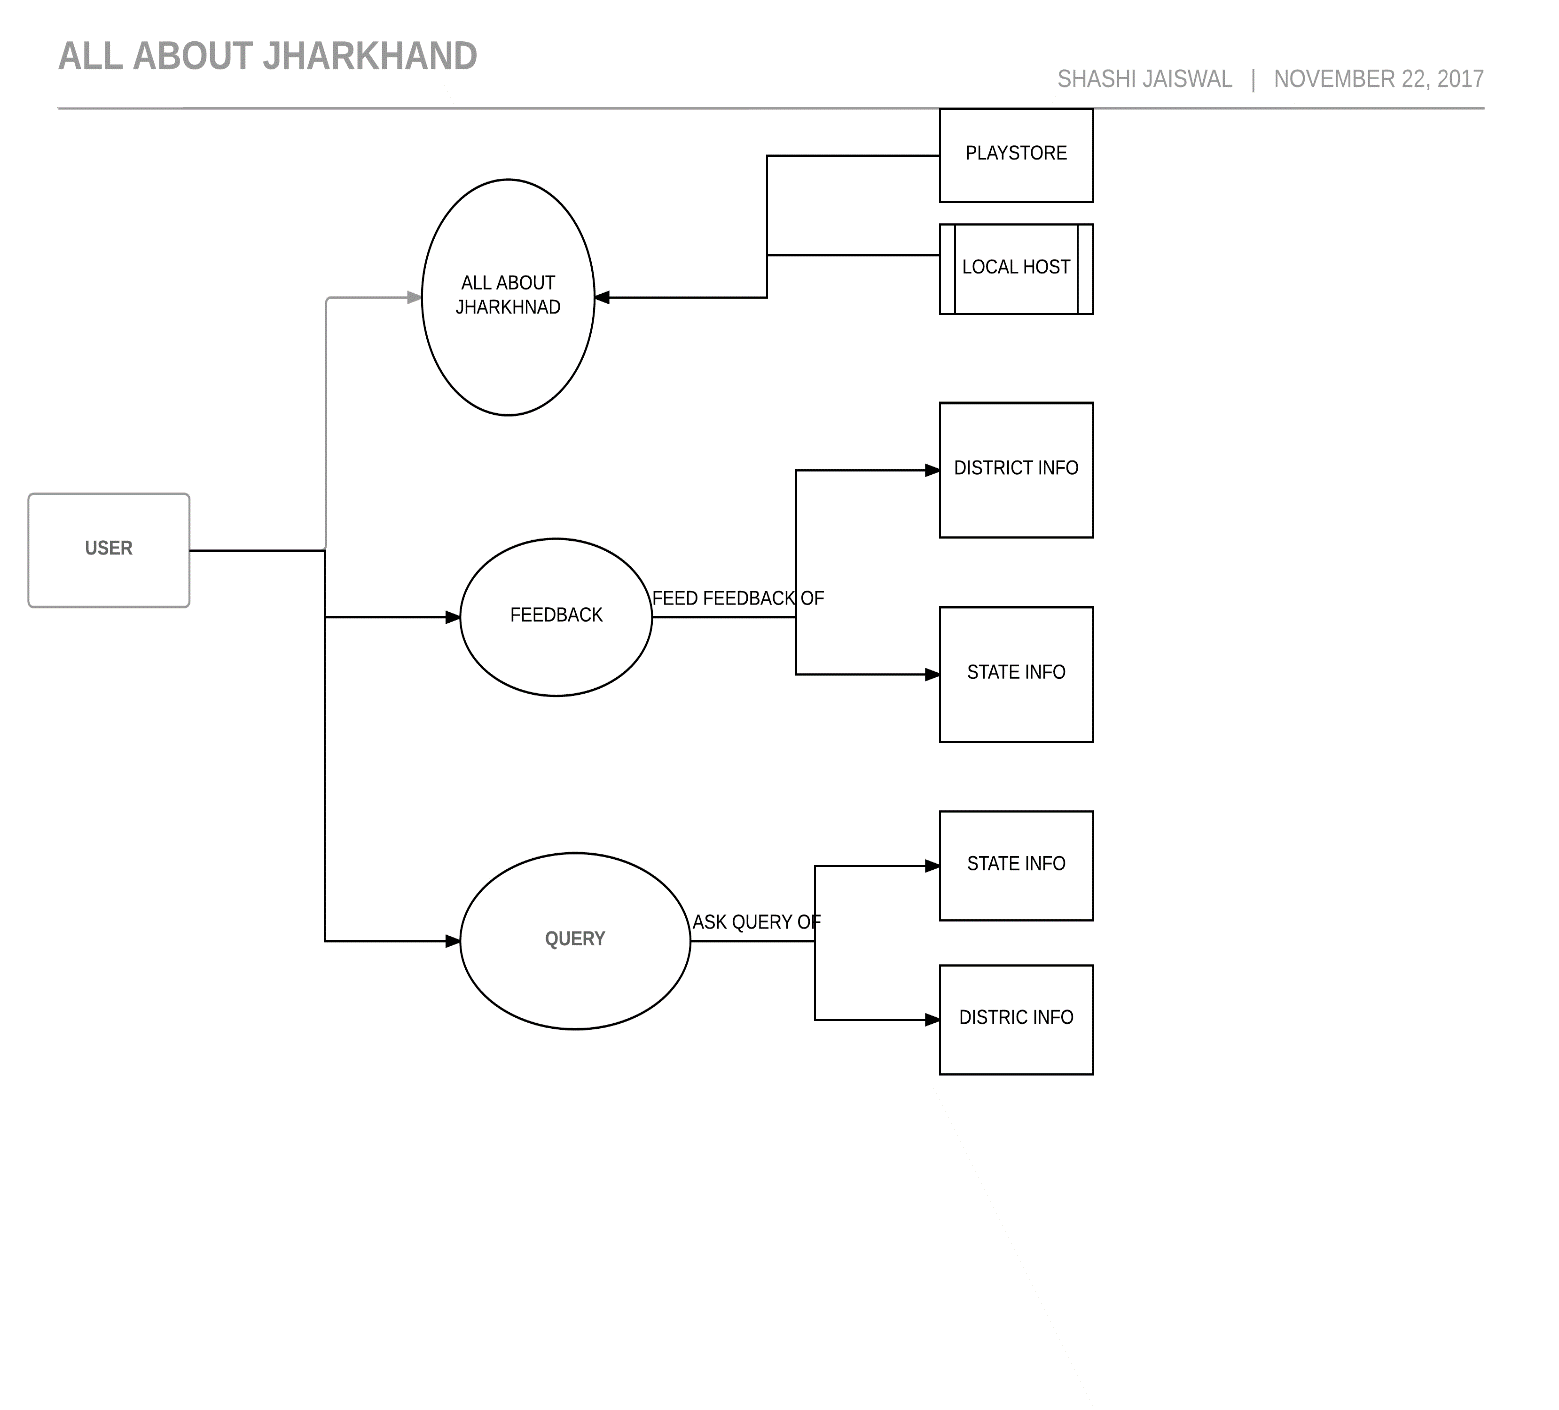 ALL ABOUT JHARKHAND
SHASHI JAISWAL | NOVEMBER 22, 2017
PLAYSTORE
LOCAL HOST
ALL ABOUT
JHARKHNAD
DISTRICT INFO
USER
FEEDBACK
FEED FEEDBACK OF
STATE INFO
STATE INFO
QUERY
ASK QUERY OF
DISTRIC INFO